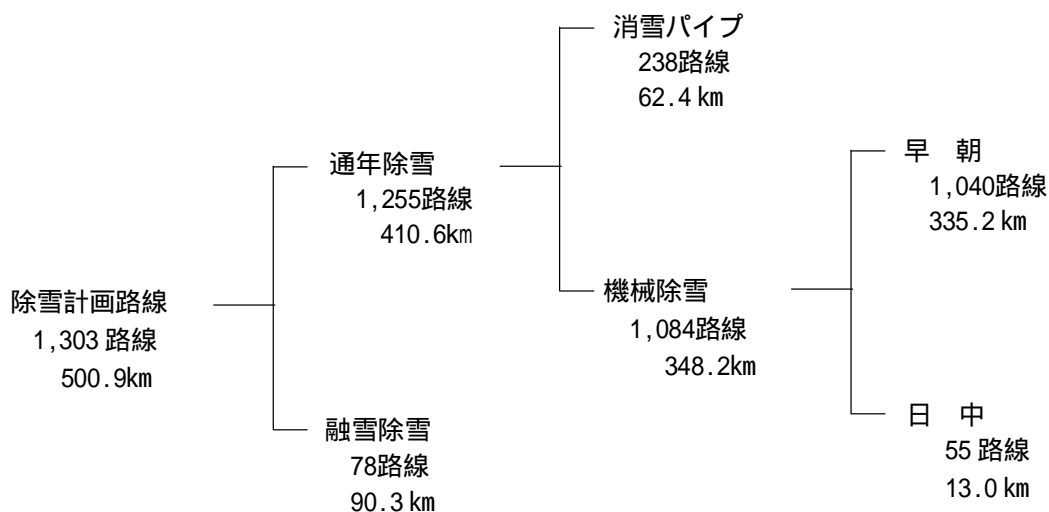 除雪計画路線
1,303 路線
500.9km
通年除雪
1,255路線
410.6km
融雪除雪
78路線
90.3 km
消雪パイプ
238路線
62.4 km
機械除雪
1,084路線
348.2km
早 朝
1,040路線
335.2 km
日 中
55 路線
13.0 km